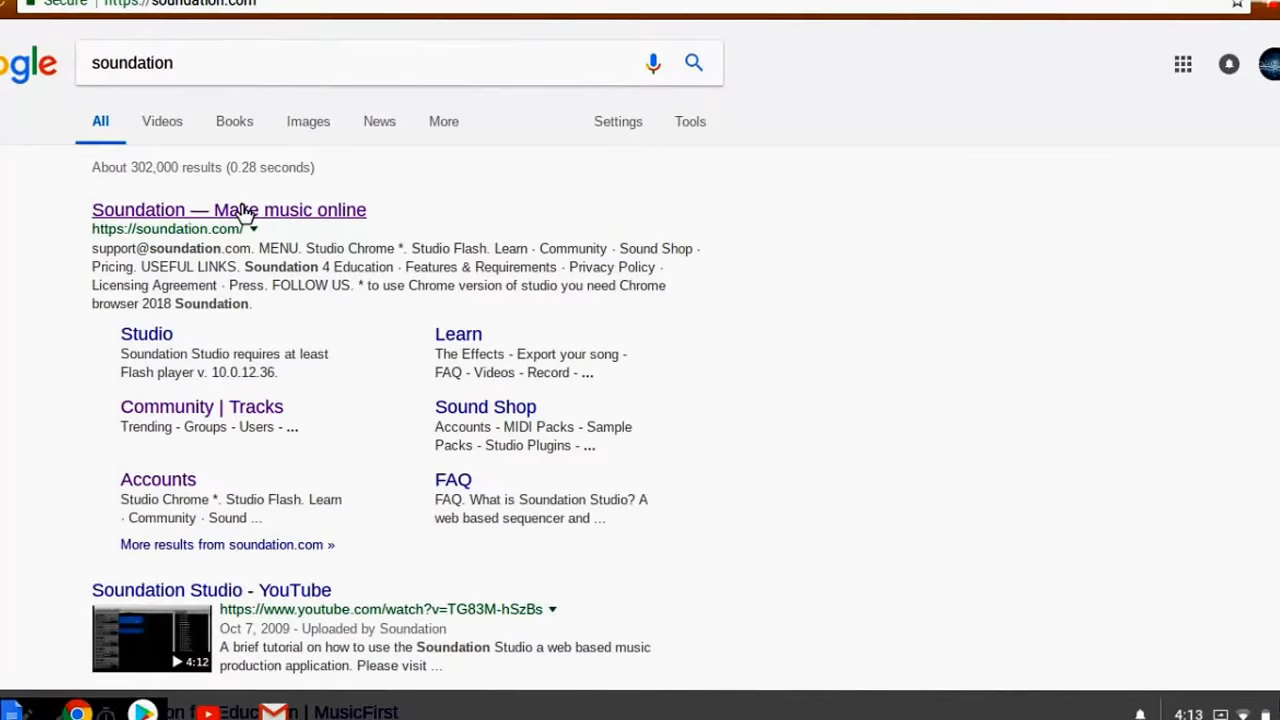 Secure | https://soundation.com
ogle
soundation
All Videos Books Images News More Settings Tools
About 302,000 results (0.28 seconds)
Soundation — Make music online
https://soundation.com/
support@soundation.com. MENU. Studio Chrome *. Studio Flash. Learn · Community · Sound Shop ·
Pricing. USEFUL LINKS. Soundation 4 Education · Features & Requirements · Privacy Policy ·
Licensing Agreement · Press. FOLLOW US. * to use Chrome version of studio you need Chrome
browser 2018 Soundation.
Studio
Soundation Studio requires at least
Flash player v. 10.0.12.36.
Learn
The Effects - Export your song -
FAQ - Videos - Record - ...
Community | Tracks
Trending - Groups - Users - ...
Sound Shop
Accounts - MIDI Packs - Sample
Packs - Studio Plugins - ...
Accounts
Studio Chrome *. Studio Flash. Learn
· Community · Sound ...
FAQ
FAQ. What is Soundation Studio? A
web based sequencer and ...
More results from soundation.com »
Soundation Studio - YouTube
https://www.youtube.com/watch?v=TG83M-hSzBs
4:12
Oct 7, 2009 - Uploaded by Soundation
A brief tutorial on how to use the Soundation Studio a web based music
production application. Please visit ...
| MusicFirst
4:13